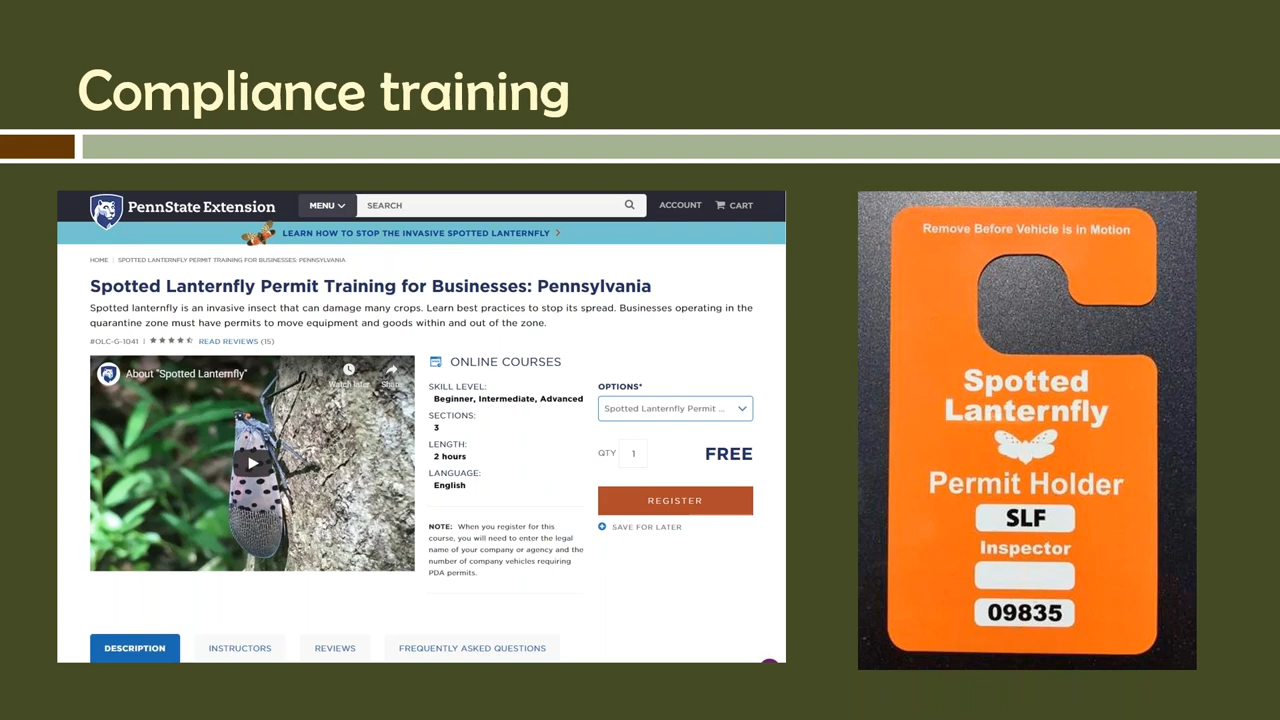 Compliance training
PennState Extension
MENU
SEARCH
ACCOUNT
CART
LEARN HOW TO STOP THE INVASIVE SPOTTED LANTERNFLY
HOME | SPOTTED LANTERNFLY PERMIT TRAINING FOR BUSINESSES: PENNSYLVANIA
Spotted Lanternfly Permit Training for Businesses: Pennsylvania
Spotted lanternfly is an invasive insect that can damage many crops. Learn best practices to stop its spread. Businesses operating in the
quarantine zone must have permits to move equipment and goods within and out of the zone.
#OLC-G-1041 | READ REVIEWS (15)
About "Spotted Lanternfly"
Watch later
Share
ONLINE COURSES
SKILL LEVEL:
Beginner, Intermediate, Advanced
SECTIONS:
3
LENGTH:
2 hours
LANGUAGE:
English
NOTE: When you register for this
course, you will need to enter the legal
name of your company or agency and the
number of company vehicles requiring
PDA permits.
OPTIONS*
Spotted Lanternfly Permit ...
QTY 1
FREE
REGISTER
SAVE FOR LATER
DESCRIPTION
INSTRUCTORS
REVIEWS
FREQUENTLY ASKED QUESTIONS
Remove Before Vehicle is in Motion
Spotted
Lanternfly
Permit Holder
SLF
Inspector
09835